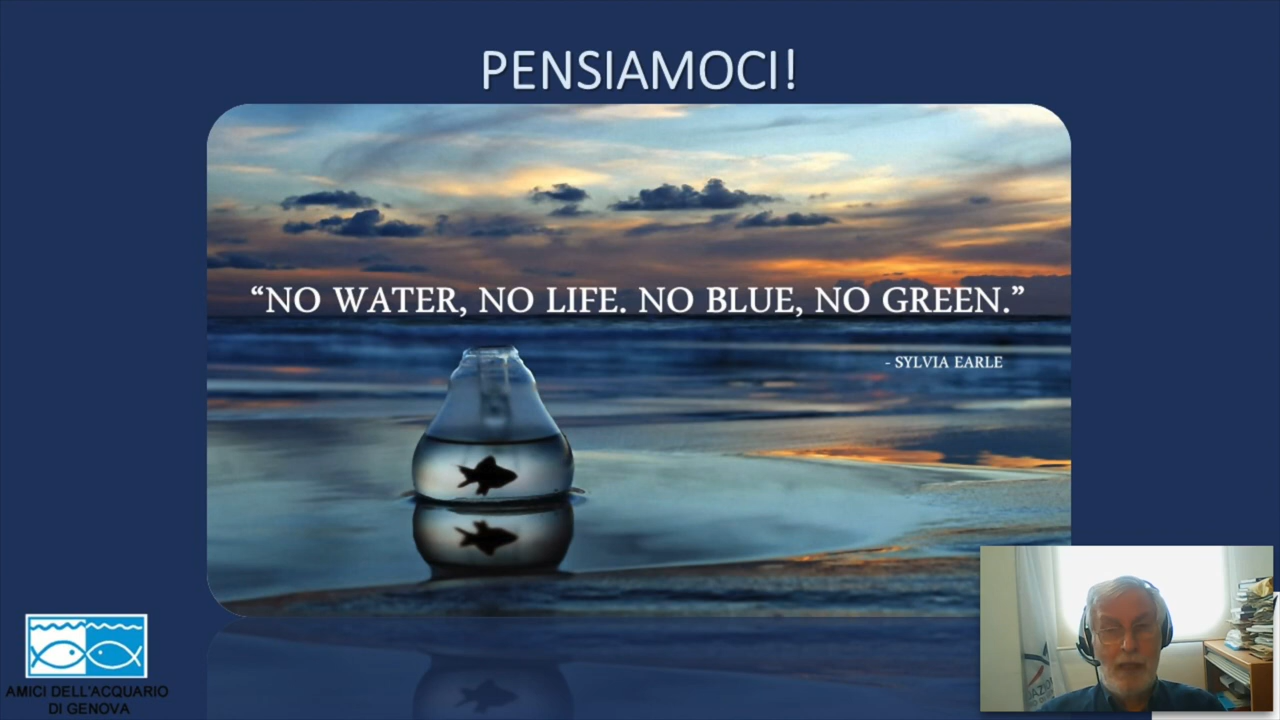 PENSIAMOCI!
“NO WATER, NO LIFE. NO BLUE, NO GREEN.”
- SYLVIA EARLE
AMICI DELL'ACQUARIO
DI GENOVA